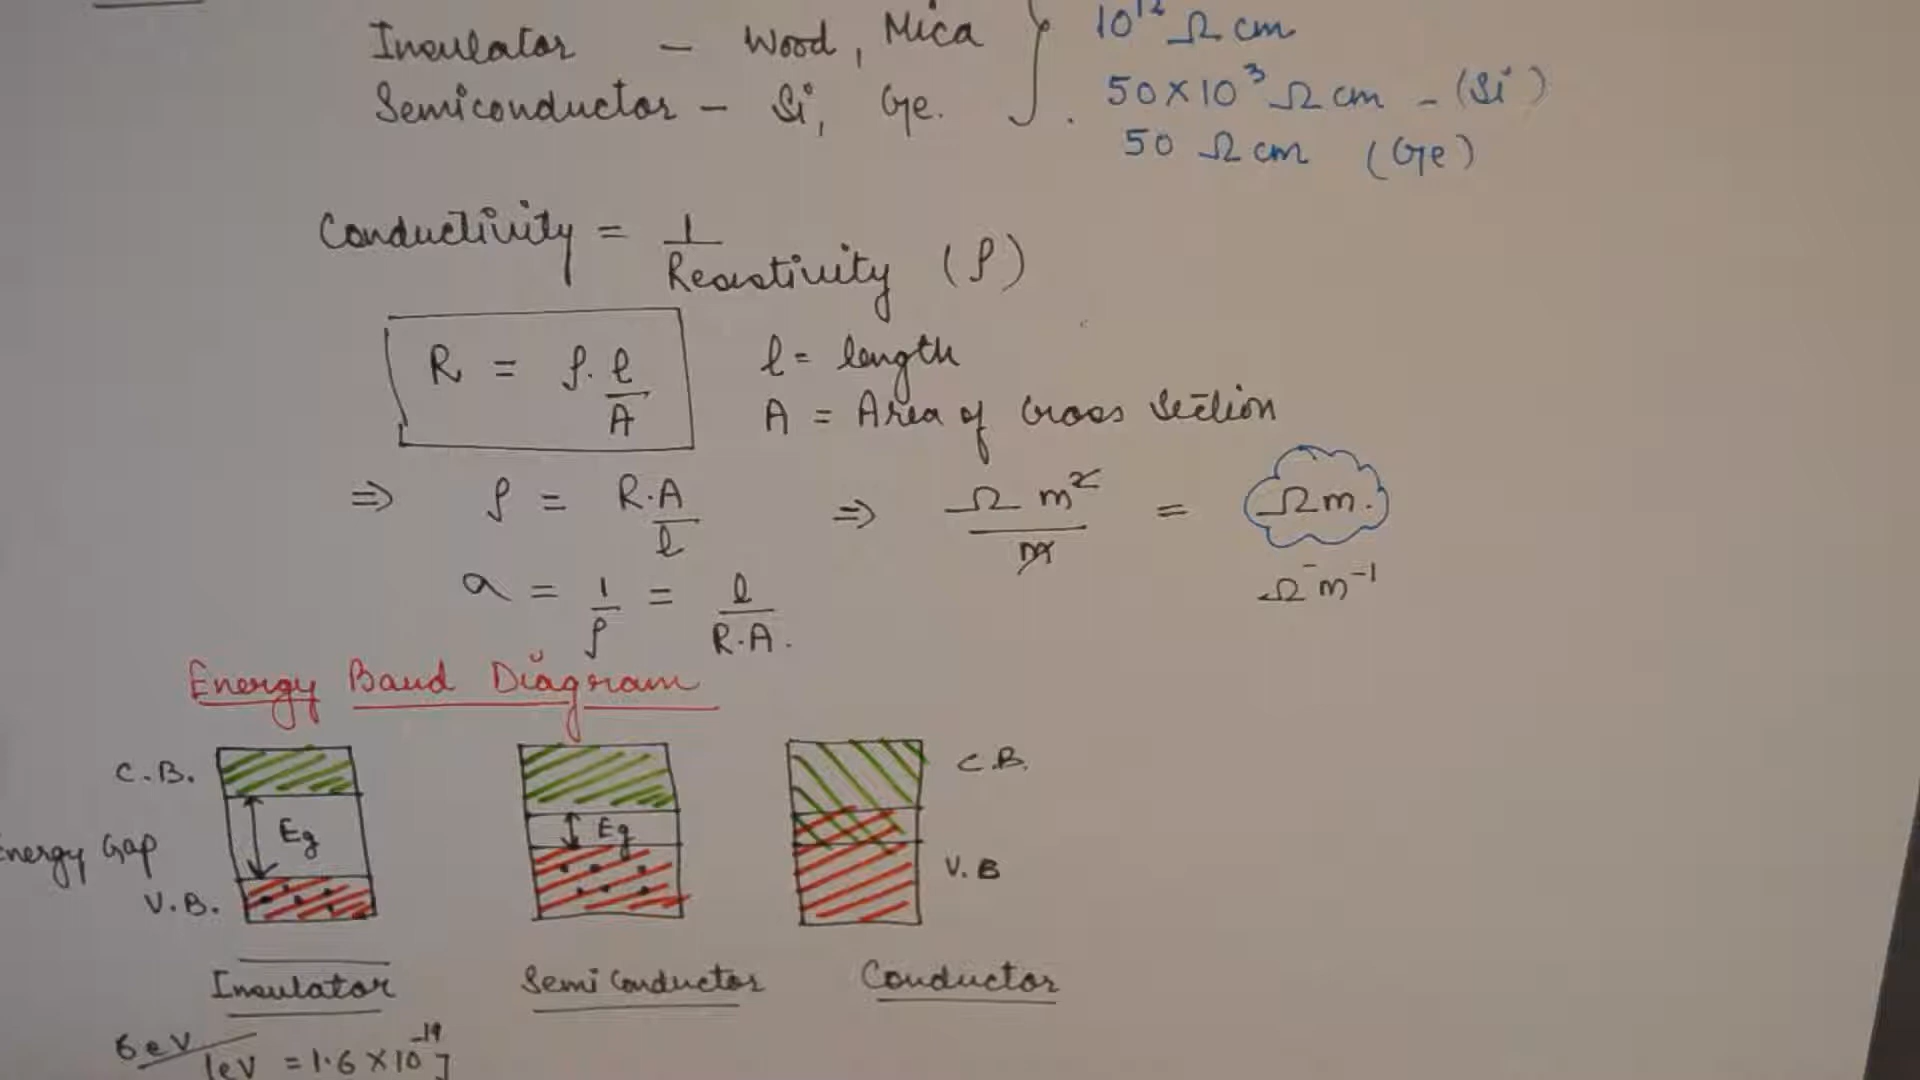 Insulator - Wood, Mica } 10¹² Ω cm
Semiconductor - Si, Ge. 50×10³ Ω cm - (Si)
50 Ω cm (Ge)
Conductivity = 1 / Resistivity (ρ)
R = ρ. l/A
l = length
A = Area of Cross Section
⇒ ρ = R·A/l ⇒ Ω m²/m = Ωm.
σ = 1/ρ = l/R·A. Ω⁻m⁻¹
Energy Band Diagram
C.B. C.B.
Eg Eg
Energy Gap
V.B. V.B
Insulator Semi Conductor Conductor
6eV
1eV = 1.6 × 10⁻¹⁹ J